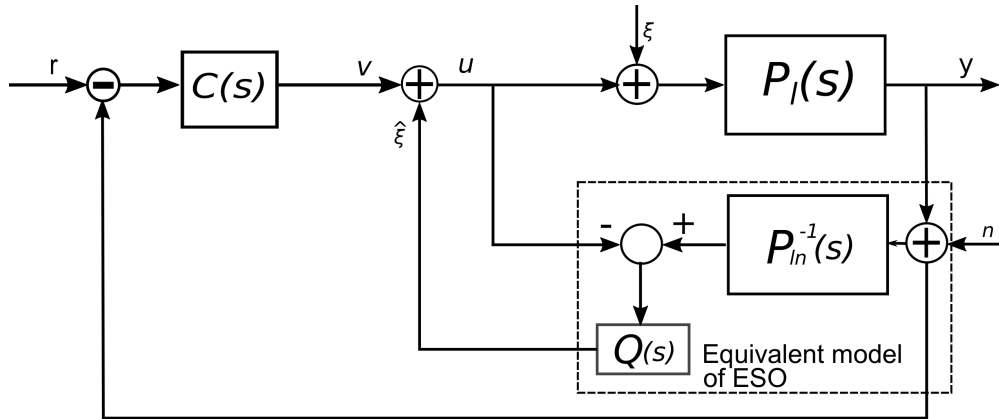 r
C(s)
v
u
ξ
P_l(s)
y
ξ̂
-
+
P_ln^-1(s)
n
Q(s)
Equivalent model
of ESO